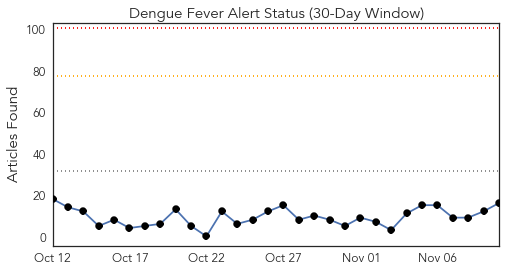 Dengue Fever Alert Status (30-Day Window)
Articles Found
100
80
60
40
20
0
Oct 12
Oct 17
Oct 22
Oct 27
Nov 01
Nov 06